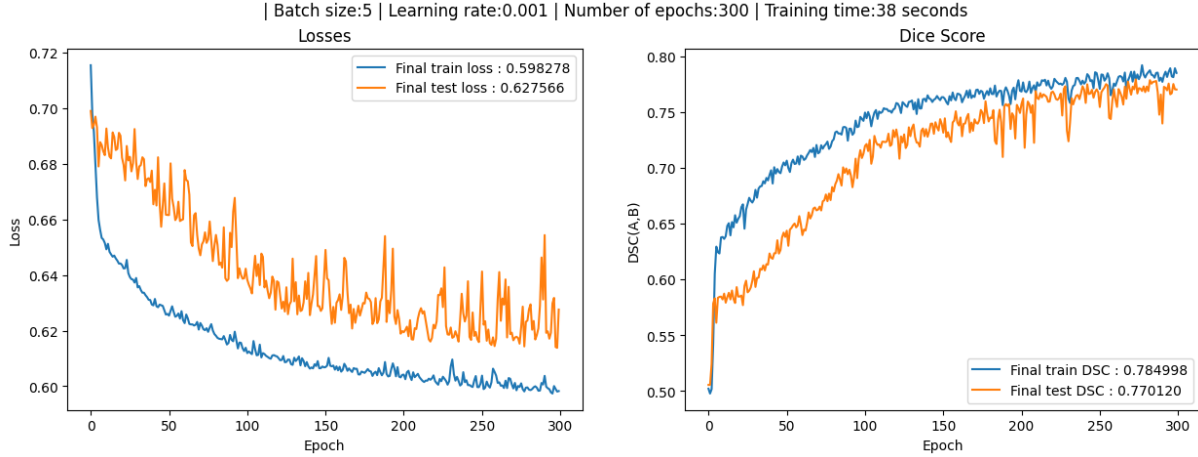 | Batch size:5 | Learning rate:0.001 | Number of epochs:300 | Training time:38 seconds
Losses
0.72
0.70
0.68
0.66
0.64
0.62
0.60
Loss
Final train loss : 0.598278
Final test loss : 0.627566
0 50 100 150 200 250 300
Epoch
Dice Score
0.80
0.75
0.70
0.65
0.60
0.55
0.50
DSC(A,B)
Final train DSC : 0.784998
Final test DSC : 0.770120
0 50 100 150 200 250 300
Epoch